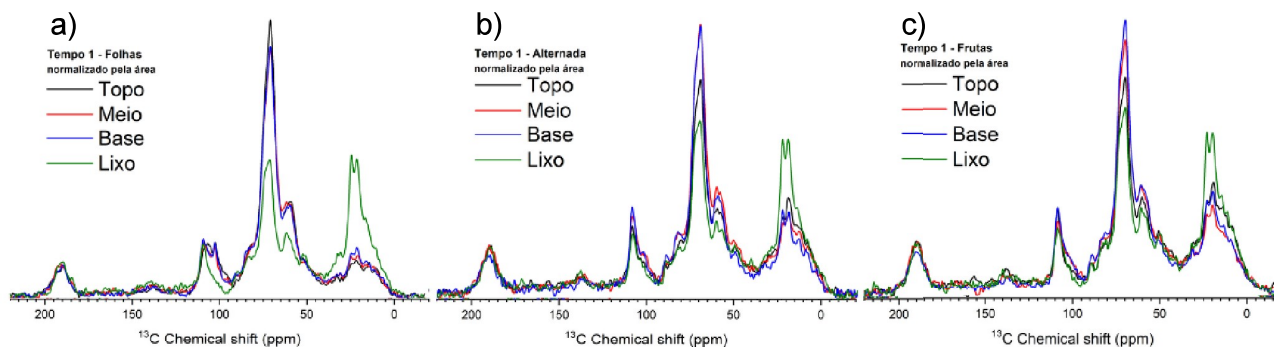 a)
Tempo 1 - Folhas
normalizado pela área
Topo
Meio
Base
Lixo
200 150 100 50 0
¹³C Chemical shift (ppm)
b)
Tempo 1 - Alternada
normalizado pela área
Topo
Meio
Base
Lixo
200 150 100 50 0
¹³C Chemical shift (ppm)
c)
Tempo 1 - Frutas
normalizado pela área
Topo
Meio
Base
Lixo
200 150 100 50 0
¹³C Chemical shift (ppm)